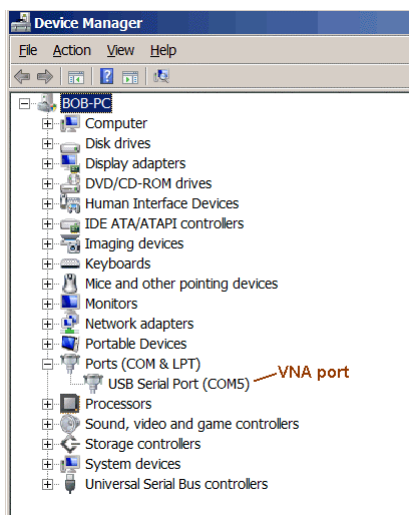 Device Manager
File Action View Help
BOB-PC
Computer
Disk drives
Display adapters
DVD/CD-ROM drives
Human Interface Devices
IDE ATA/ATAPI controllers
Imaging devices
Keyboards
Mice and other pointing devices
Monitors
Network adapters
Portable Devices
Ports (COM & LPT)
USB Serial Port (COM5) VNA port
Processors
Sound, video and game controllers
Storage controllers
System devices
Universal Serial Bus controllers